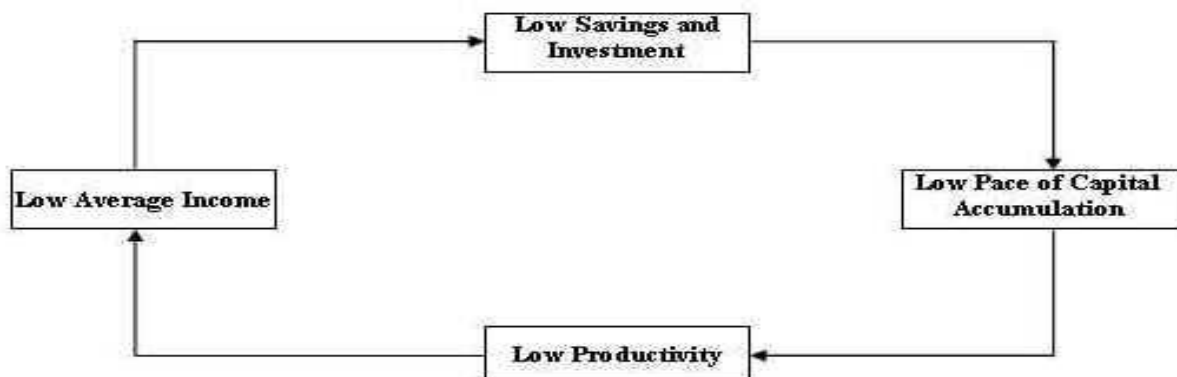 Low Savings and
Investment
Low Average Income
Low Pace of Capital
Accumulation
Low Productivity